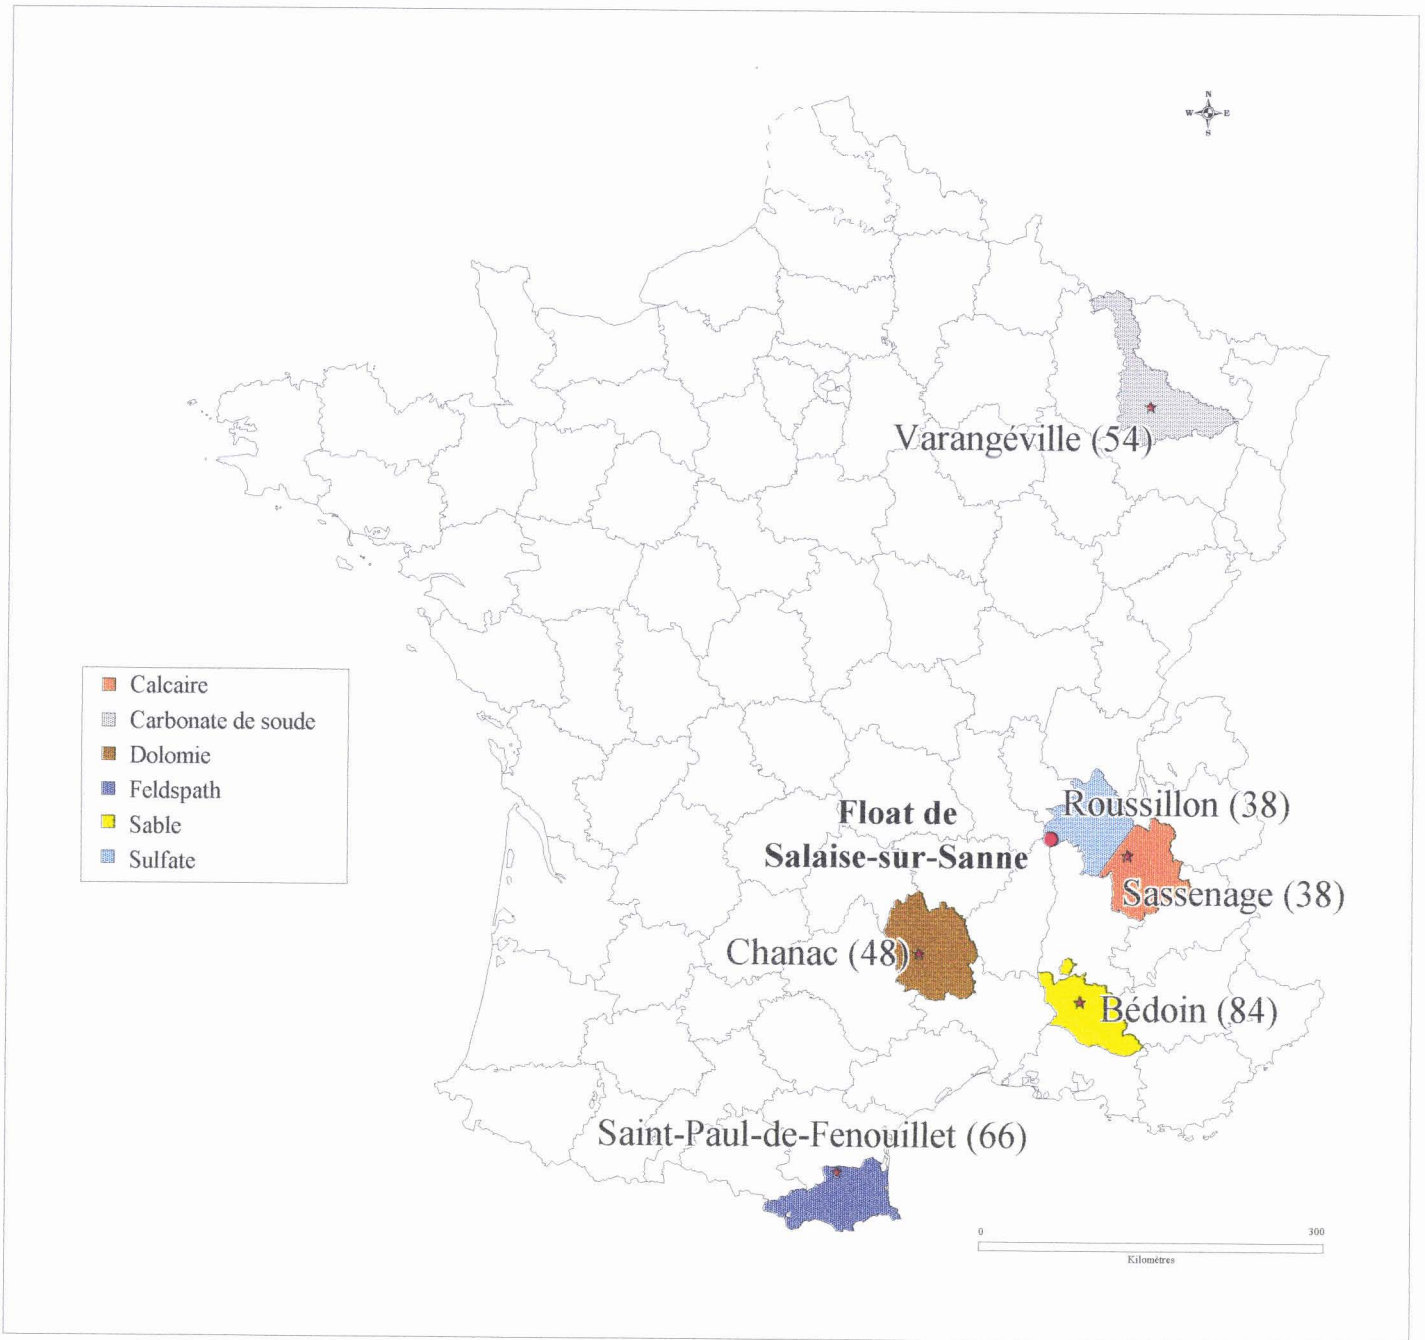 N
W E
S
Varangéville (54)
Calcaire
Carbonate de soude
Dolomie
Feldspath
Sable
Sulfate
Roussillon (38)
Float de
Salaise-sur-Sanne
Sassenage (38)
Chanac (48)
Bédoin (84)
Saint-Paul-de-Fenouillet (66)
0 300
Kilomètres